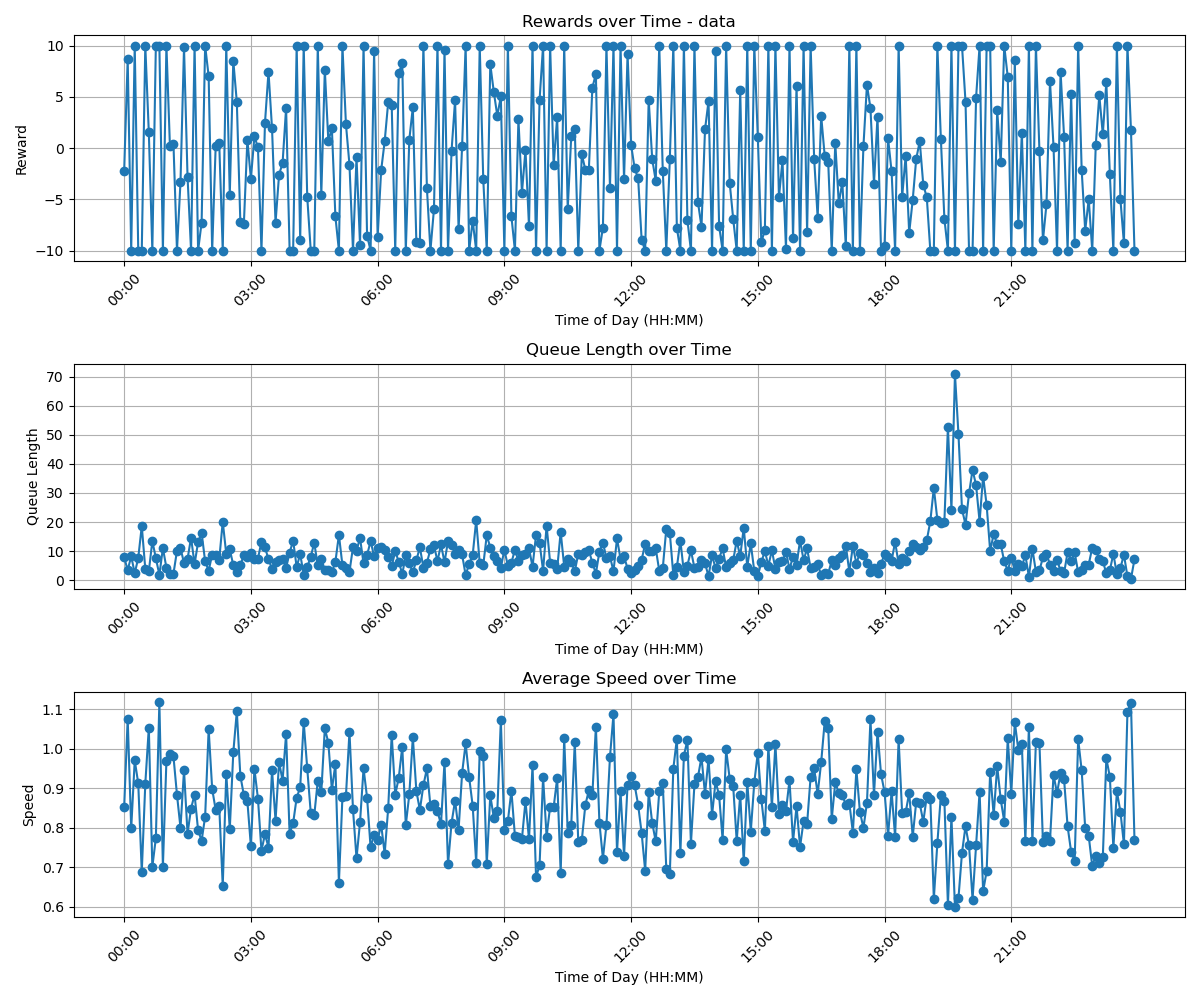 Rewards over Time - data
10
5
0
−5
−10
Reward
00:00 03:00 06:00 09:00 12:00 15:00 18:00 21:00
Time of Day (HH:MM)
Queue Length over Time
70
60
50
40
30
20
10
0
Queue Length
00:00 03:00 06:00 09:00 12:00 15:00 18:00 21:00
Time of Day (HH:MM)
Average Speed over Time
1.1
1.0
0.9
0.8
0.7
0.6
Speed
00:00 03:00 06:00 09:00 12:00 15:00 18:00 21:00
Time of Day (HH:MM)